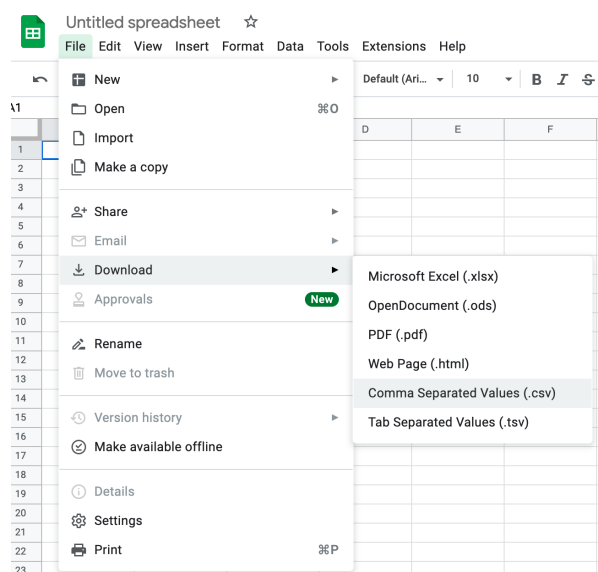 Untitled spreadsheet
File Edit View Insert Format Data Tools Extensions Help
Default (Ari... 10 B I S
A1
D E F
New
Open ⌘O
Import
Make a copy
Share
Email
Download
Approvals New
Rename
Move to trash
Version history
Make available offline
Details
Settings
Print ⌘P
Microsoft Excel (.xlsx)
OpenDocument (.ods)
PDF (.pdf)
Web Page (.html)
Comma Separated Values (.csv)
Tab Separated Values (.tsv)
1
2
3
4
5
6
7
8
9
10
11
12
13
14
15
16
17
18
19
20
21
22
23